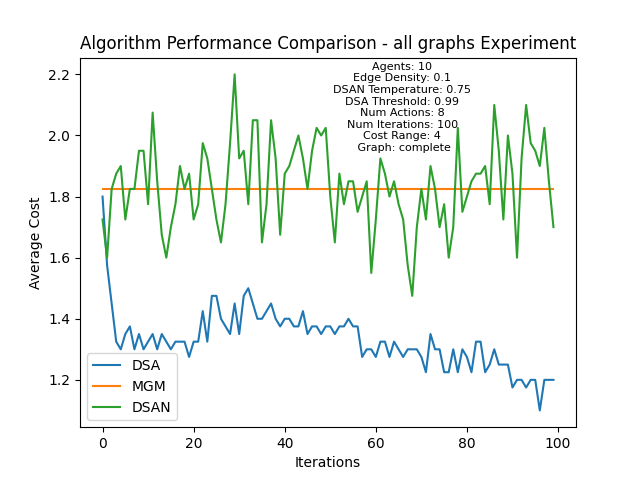 Algorithm Performance Comparison - all graphs Experiment
Agents: 10
Edge Density: 0.1
DSAN Temperature: 0.75
DSA Threshold: 0.99
Num Actions: 8
Num Iterations: 100
Cost Range: 4
Graph: complete
Average Cost
2.2
2.0
1.8
1.6
1.4
1.2
DSA
MGM
DSAN
0
20
40
60
80
100
Iterations